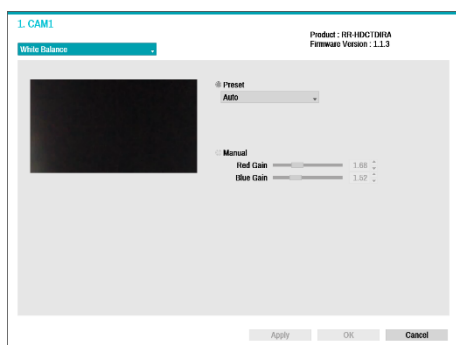 1. CAM1
Product : RR-HDCTDIRA
Firmware Version : 1.1.3
White Balance
Preset
Auto
Manual
Red Gain 1.68
Blue Gain 1.52
Apply OK Cancel